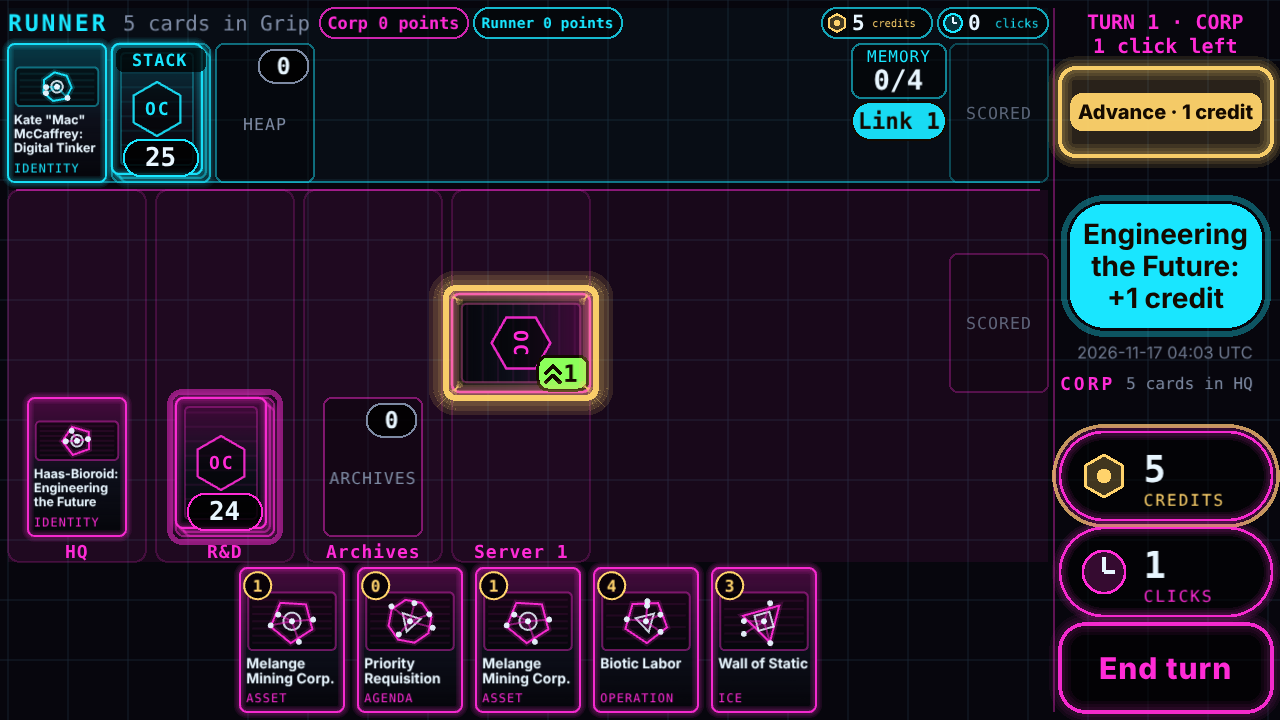 RUNNER 5 cards in Grip Corp 0 points Runner 0 points 5 credits 0 clicks
TURN 1 · CORP
1 click left
Advance · 1 credit
Kate "Mac"
McCaffrey:
Digital Tinker
IDENTITY
STACK
OC
25
0
HEAP
MEMORY
0/4
Link 1
SCORED
Engineering
the Future:
+1 credit
2026-11-17 04:03 UTC
CORP 5 cards in HQ
OC
1
SCORED
Haas-Bioroid:
Engineering
the Future
IDENTITY
HQ
OC
24
R&D
0
ARCHIVES
Archives
Server 1
5
CREDITS
1
CLICKS
End turn
1
Melange
Mining Corp.
ASSET
0
Priority
Requisition
AGENDA
1
Melange
Mining Corp.
ASSET
4
Biotic Labor
OPERATION
3
Wall of Static
ICE